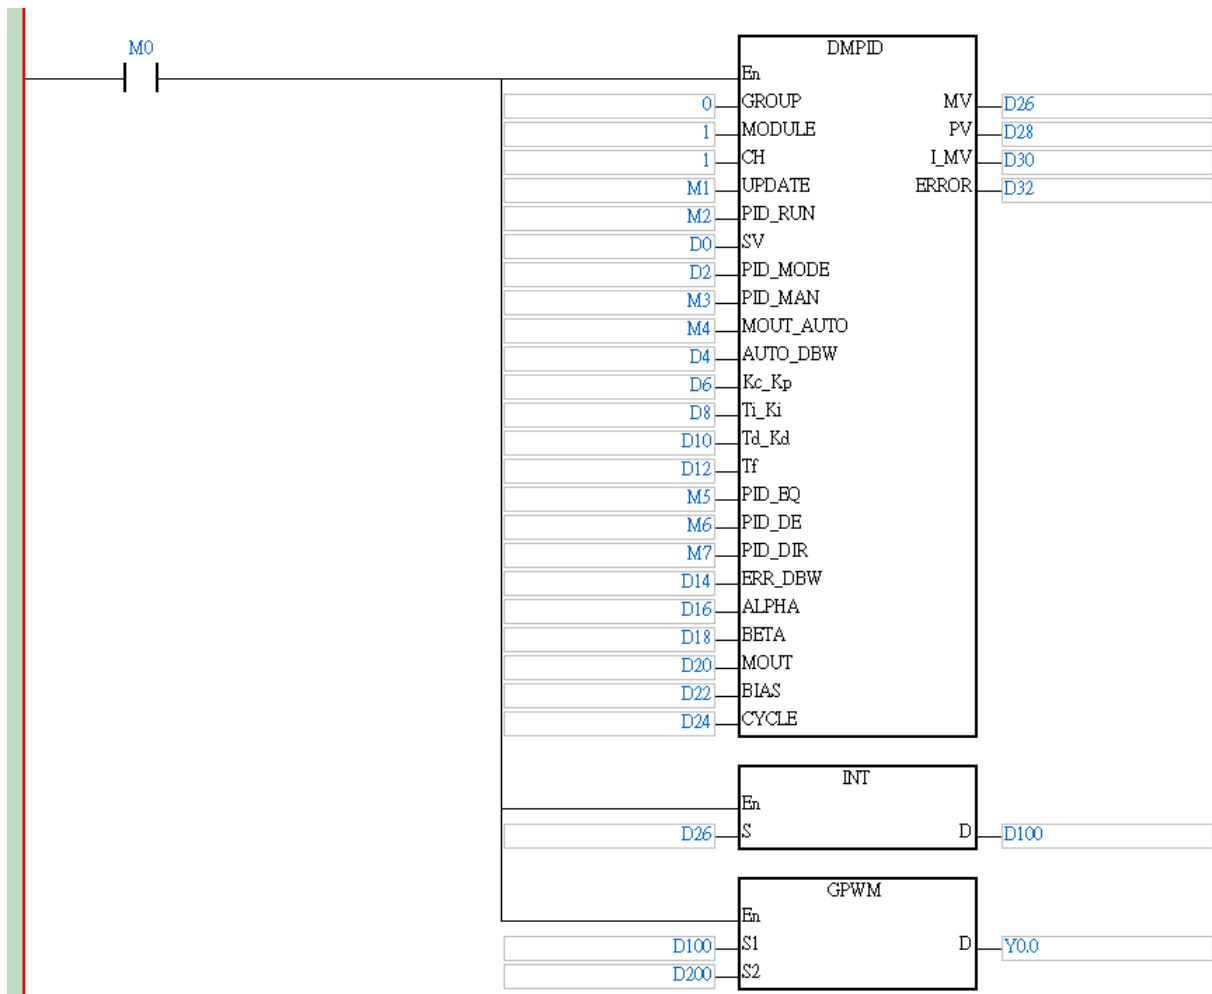 M0
DMPID
En
0 GROUP MV D26
1 MODULE PV D28
1 CH I_MV D30
M1 UPDATE ERROR D32
M2 PID_RUN
D0 SV
D2 PID_MODE
M3 PID_MAN
M4 MOUT_AUTO
D4 AUTO_DBW
D6 Kc_Kp
D8 Ti_Ki
D10 Td_Kd
D12 Tf
M5 PID_EQ
M6 PID_DE
M7 PID_DIR
D14 ERR_DBW
D16 ALPHA
D18 BETA
D20 MOUT
D22 BIAS
D24 CYCLE
INT
En
D26 S D D100
GPWM
En
D100 S1 D Y0.0
D200 S2